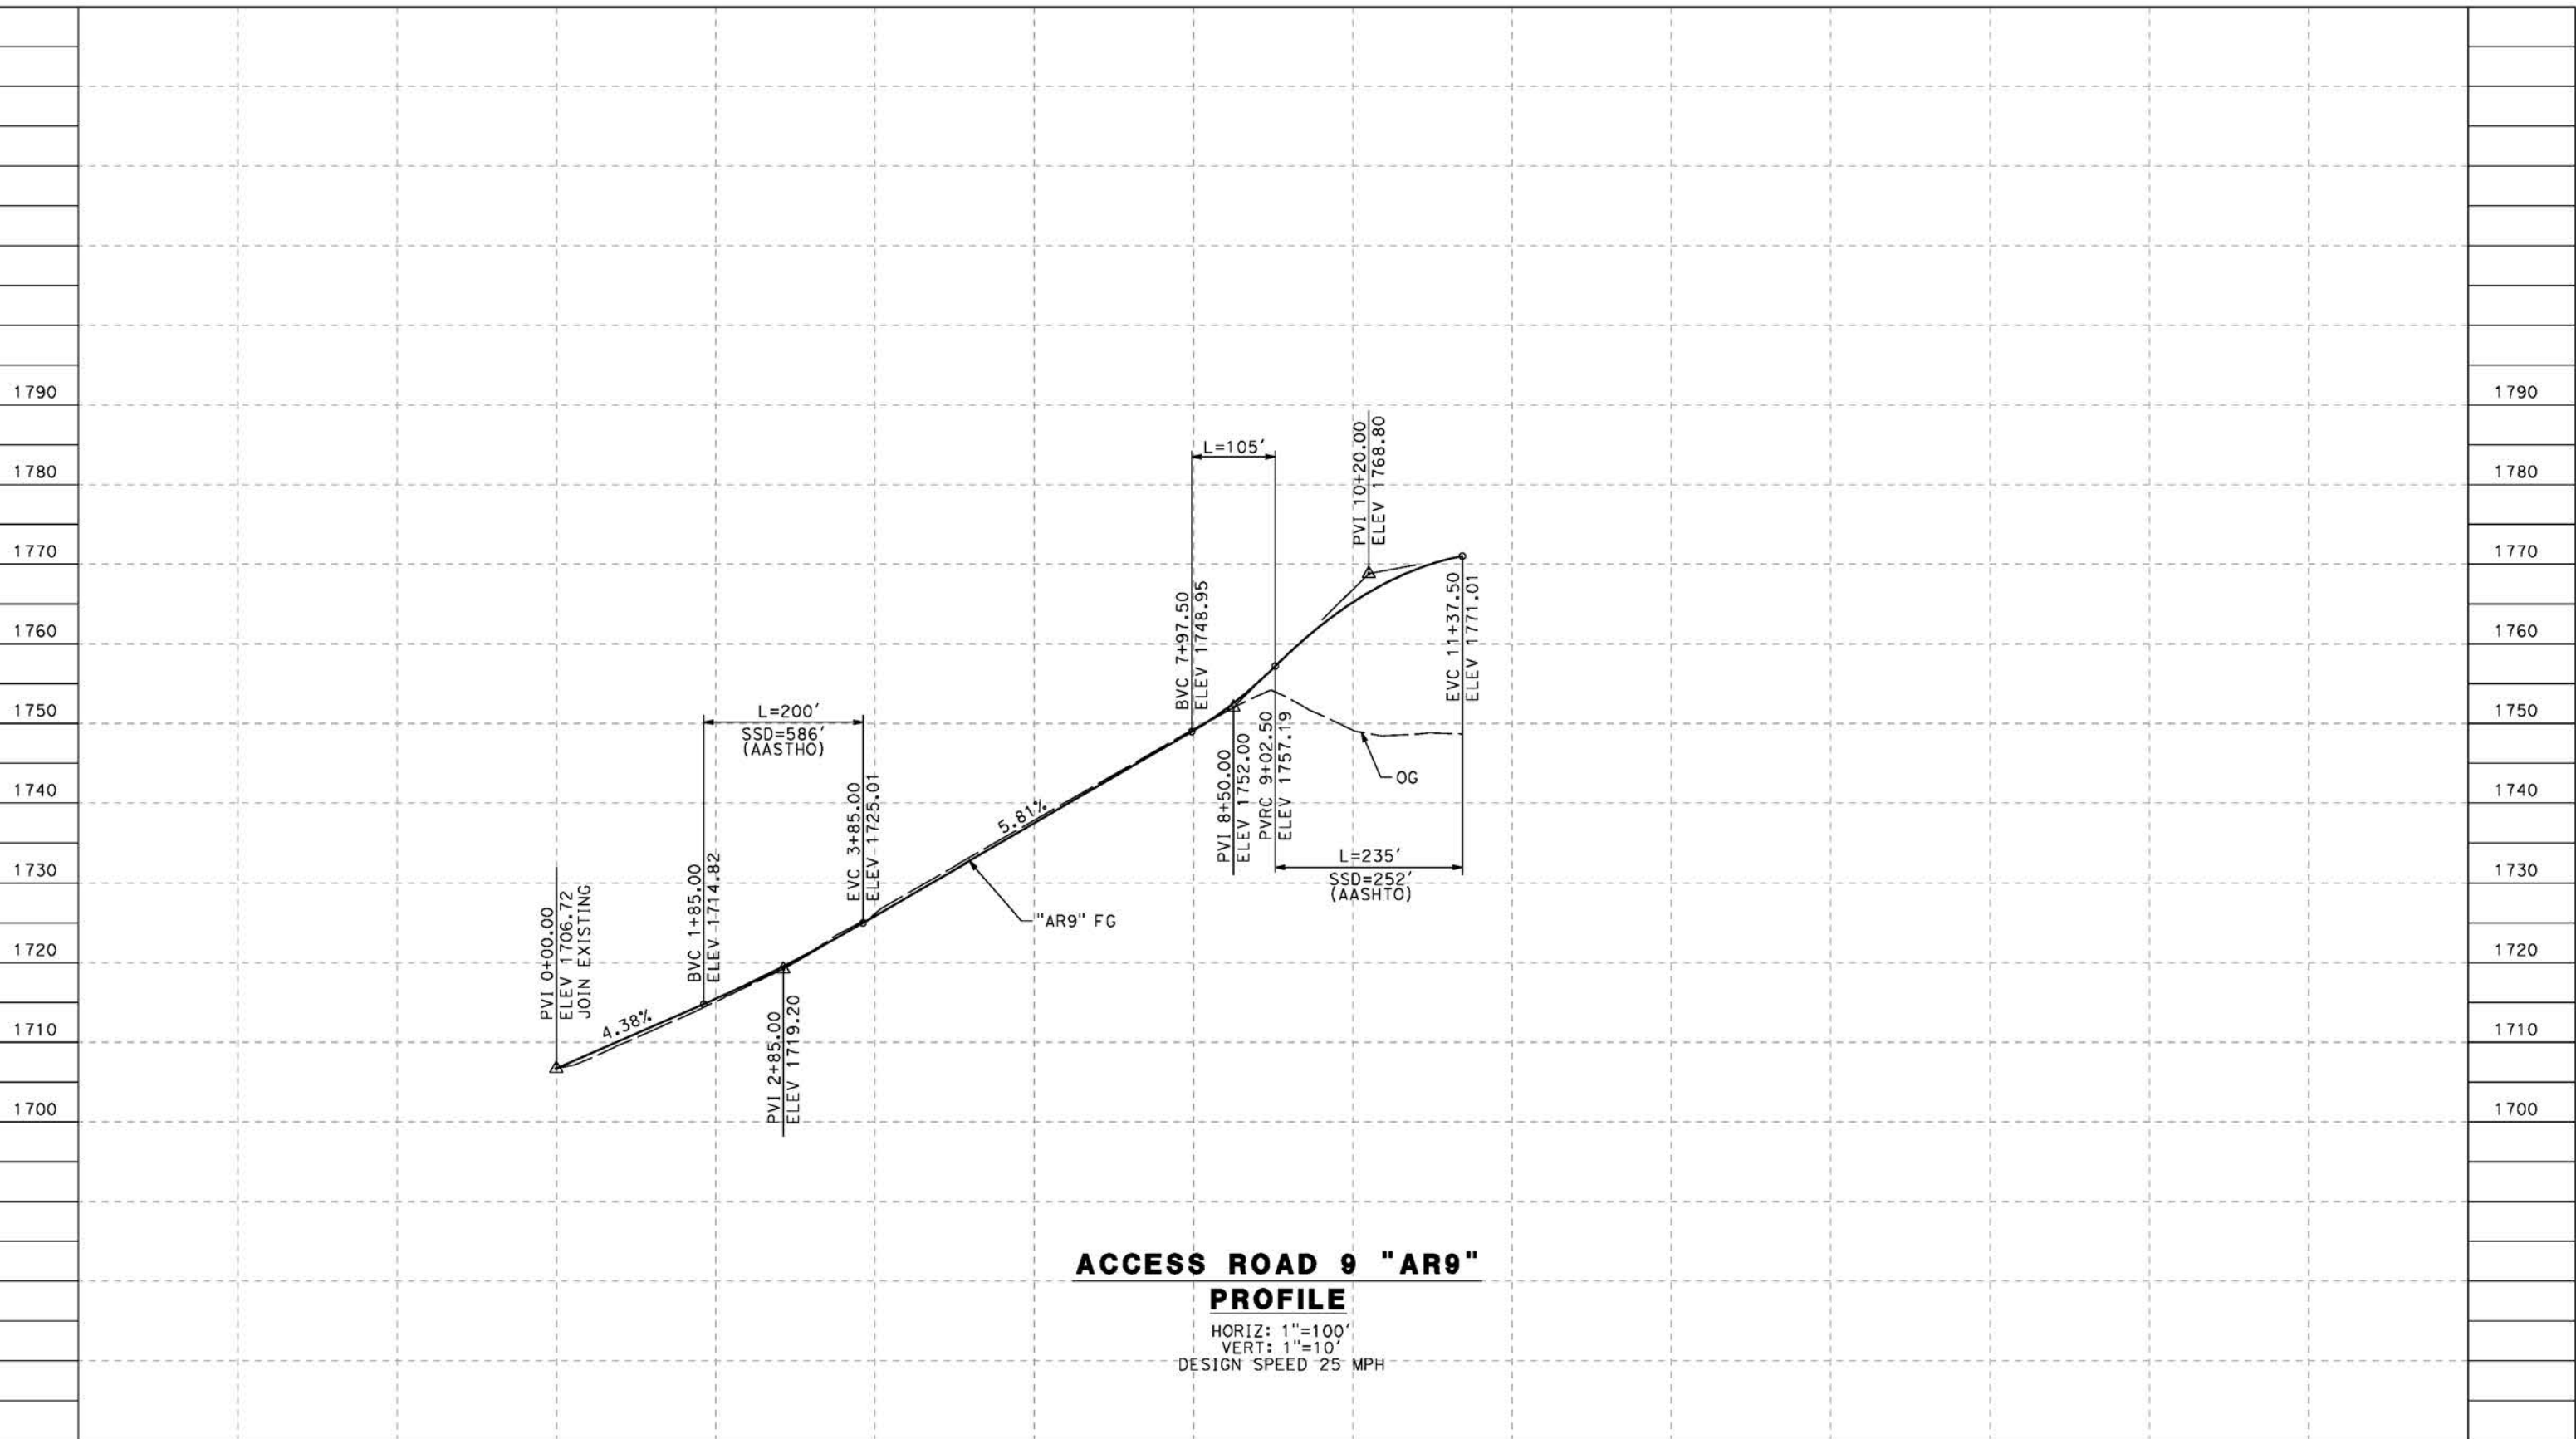 1790
1780
1770
1760
1750
1740
1730
1720
1710
1700
PVI 0+00.00
ELEV 1706.72
JOIN EXISTING
4.38%
BVC 1+85.00
ELEV 1714.82
L=200'
SSD=586'
(AASTHO)
PVI 2+85.00
ELEV 1719.20
EVC 3+85.00
ELEV 1725.01
5.81%
"AR9" FG
BVC 7+97.50
ELEV 1748.95
L=105'
PVI 8+50.00
ELEV 1752.00
PVRC 9+02.50
ELEV 1757.19
PVI 10+20.00
ELEV 1768.80
OG
L=235'
SSD=252'
(AASHTO)
EVC 11+37.50
ELEV 1771.01
1790
1780
1770
1760
1750
1740
1730
1720
1710
1700
ACCESS ROAD 9 "AR9"
PROFILE
HORIZ: 1"=100'
VERT: 1"=10'
DESIGN SPEED 25 MPH